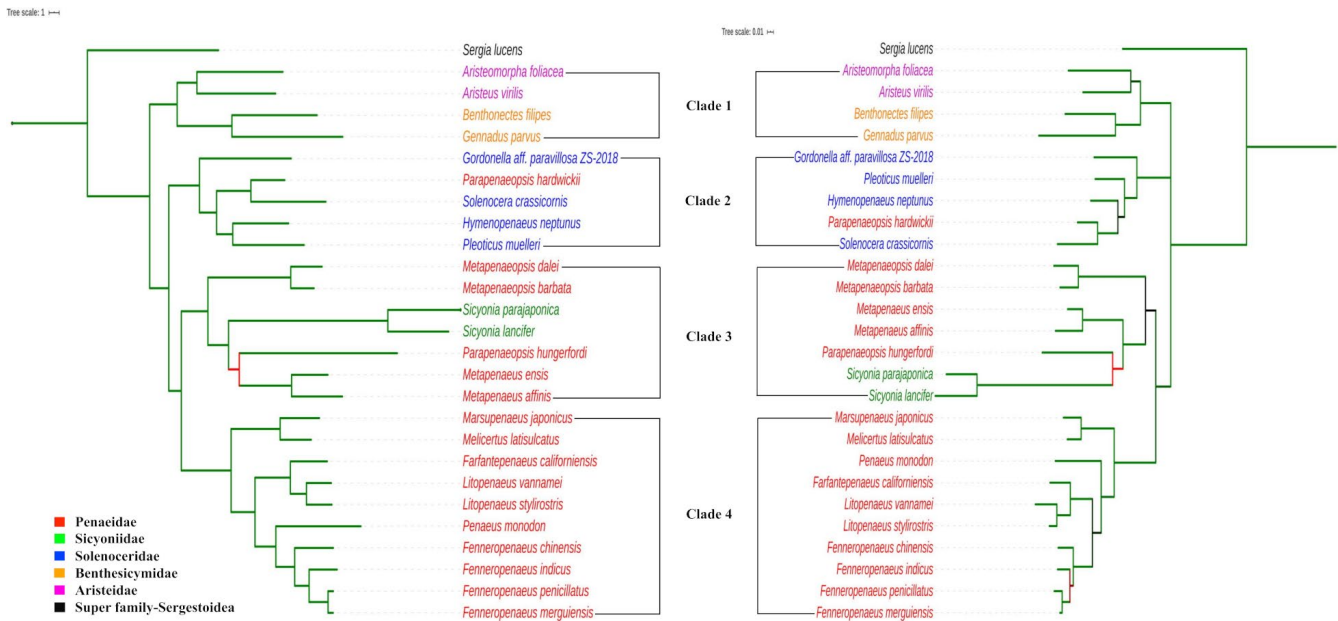 Tree scale: 1
Sergia lucens
Aristeomorpha foliacea
Aristeus virilis
Benthonectes filipes
Gennadus parvus
Gordonella aff. paravillosa ZS-2018
Parapenaeopsis hardwickii
Solenocera crassicornis
Hymenopenaeus neptunus
Pleoticus muelleri
Metapenaeopsis dalei
Metapenaeopsis barbata
Sicyonia parajaponica
Sicyonia lancifer
Parapenaeopsis hungerfordi
Metapenaeus ensis
Metapenaeus affinis
Marsupenaeus japonicus
Melicertus latisulcatus
Farfantepenaeus californiensis
Litopenaeus vannamei
Litopenaeus stylirostris
Penaeus monodon
Fenneropenaeus chinensis
Fenneropenaeus indicus
Fenneropenaeus penicillatus
Fenneropenaeus merguiensis
Penaeidae
Sicyoniidae
Solenoceridae
Benthesicymidae
Aristeidae
Super family-Sergestoidea
Clade 1
Clade 2
Clade 3
Clade 4
Tree scale: 0.01
Sergia lucens
Aristeomorpha foliacea
Aristeus virilis
Benthonectes filipes
Gennadus parvus
Gordonella aff. paravillosa ZS-2018
Pleoticus muelleri
Hymenopenaeus neptunus
Parapenaeopsis hardwickii
Solenocera crassicornis
Metapenaeopsis dalei
Metapenaeopsis barbata
Metapenaeus ensis
Metapenaeus affinis
Parapenaeopsis hungerfordi
Sicyonia parajaponica
Sicyonia lancifer
Marsupenaeus japonicus
Melicertus latisulcatus
Penaeus monodon
Farfantepenaeus californiensis
Litopenaeus vannamei
Litopenaeus stylirostris
Fenneropenaeus chinensis
Fenneropenaeus indicus
Fenneropenaeus penicillatus
Fenneropenaeus merguiensis